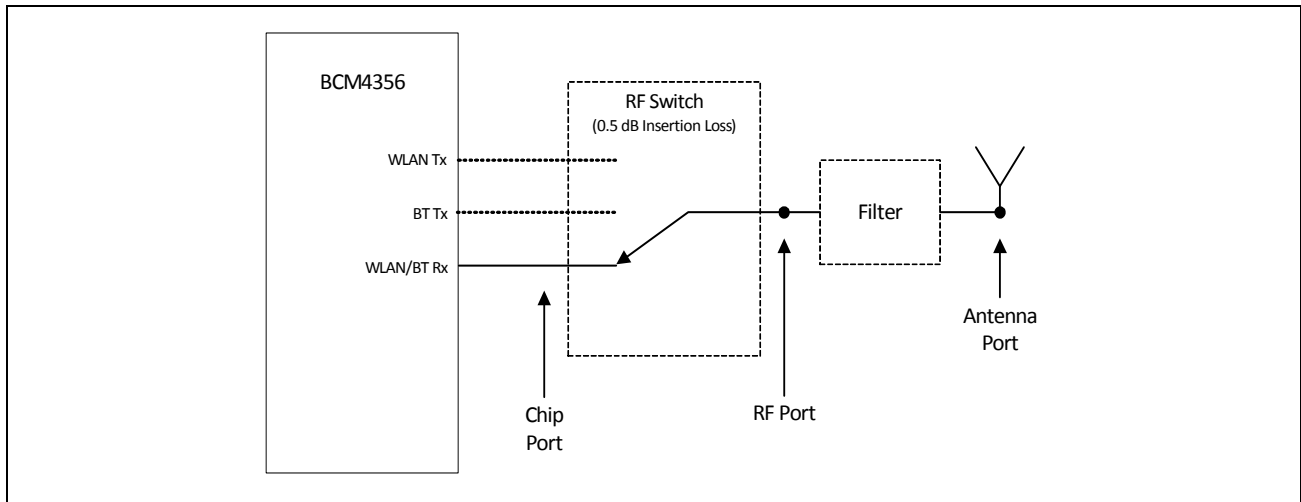 BCM4356
RF Switch
(0.5 dB Insertion Loss)
WLAN Tx
BT Tx
WLAN/BT Rx
Filter
Chip
Port
RF Port
Antenna
Port